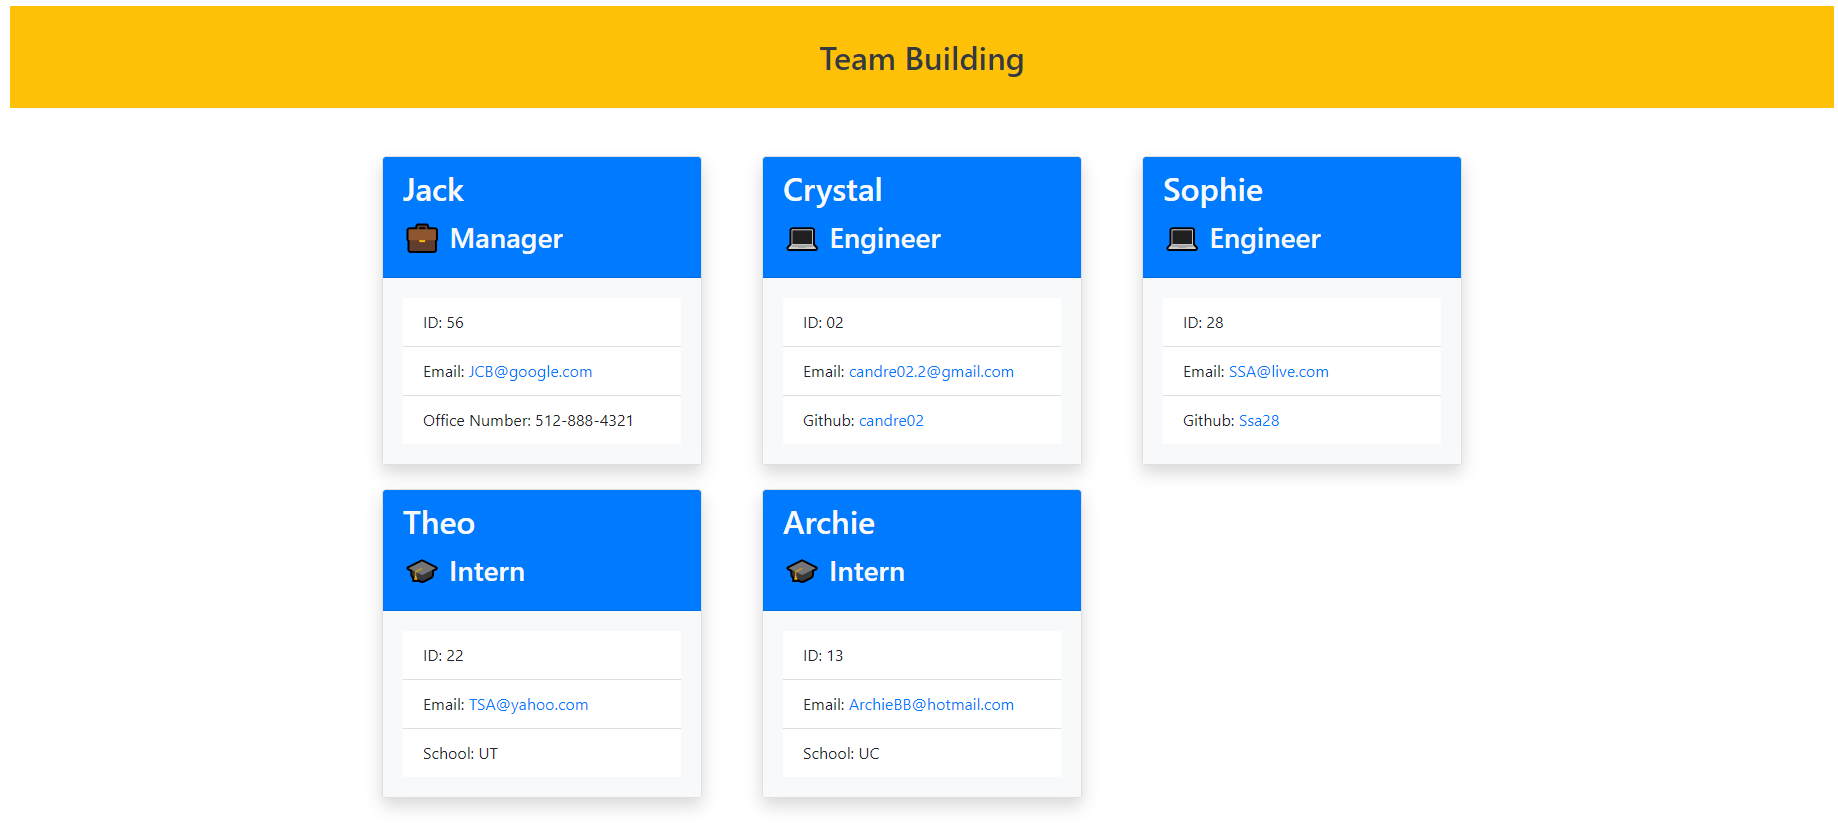 Team Building
Jack
Manager
ID: 56
Email: JCB@google.com
Office Number: 512-888-4321
Crystal
Engineer
ID: 02
Email: candre02.2@gmail.com
Github: candre02
Sophie
Engineer
ID: 28
Email: SSA@live.com
Github: Ssa28
Theo
Intern
ID: 22
Email: TSA@yahoo.com
School: UT
Archie
Intern
ID: 13
Email: ArchieBB@hotmail.com
School: UC